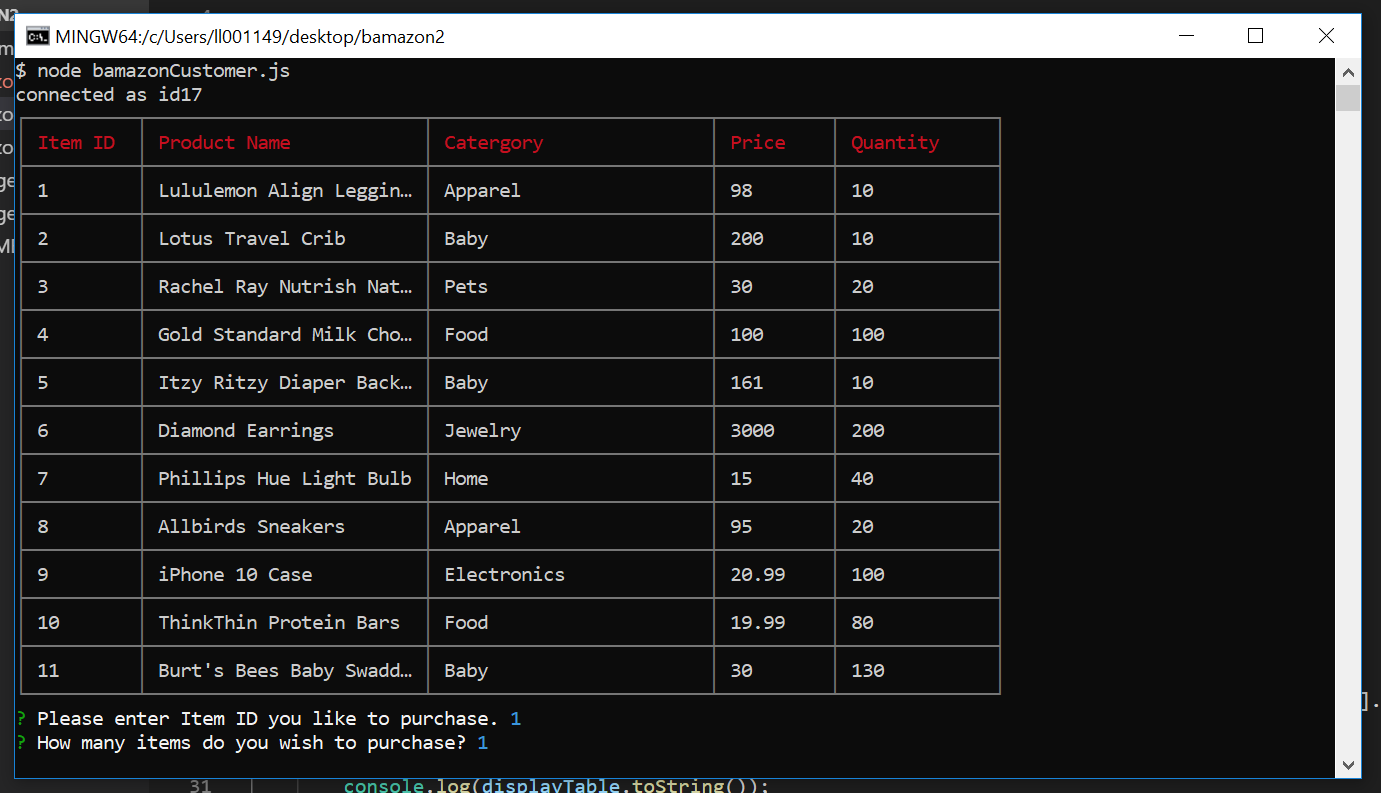 N2
MINGW64:/c/Users/ll001149/desktop/bamazon2
$ node bamazonCustomer.js
connected as id17
Item ID Product Name Catergory Price Quantity
1 Lululemon Align Leggin… Apparel 98 10
2 Lotus Travel Crib Baby 200 10
3 Rachel Ray Nutrish Nat… Pets 30 20
4 Gold Standard Milk Cho… Food 100 100
5 Itzy Ritzy Diaper Back… Baby 161 10
6 Diamond Earrings Jewelry 3000 200
7 Phillips Hue Light Bulb Home 15 40
8 Allbirds Sneakers Apparel 95 20
9 iPhone 10 Case Electronics 20.99 100
10 ThinkThin Protein Bars Food 19.99 80
11 Burt's Bees Baby Swadd… Baby 30 130
? Please enter Item ID you like to purchase. 1
].
? How many items do you wish to purchase? 1
31 console.log(displayTable.toString());